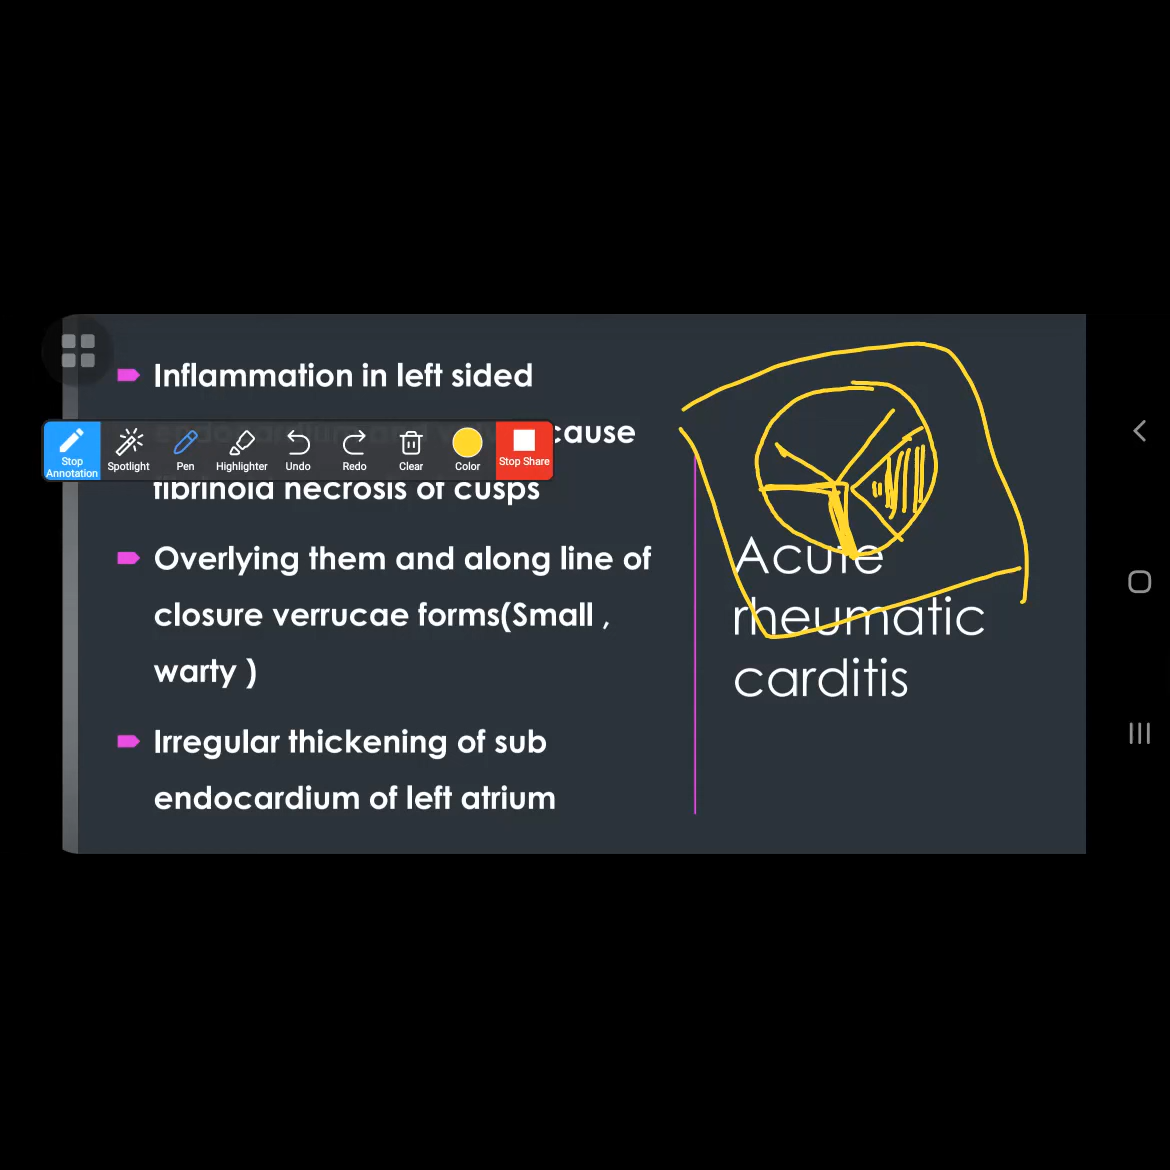 Inflammation in left sided
cause
fibrinoid necrosis of cusps
Overlying them and along line of
closure verrucae forms(Small ,
warty )
Irregular thickening of sub
endocardium of left atrium
Stop Annotation
Spotlight
Pen
Highlighter
Undo
Redo
Clear
Color
Stop Share
Acute
rheumatic
carditis